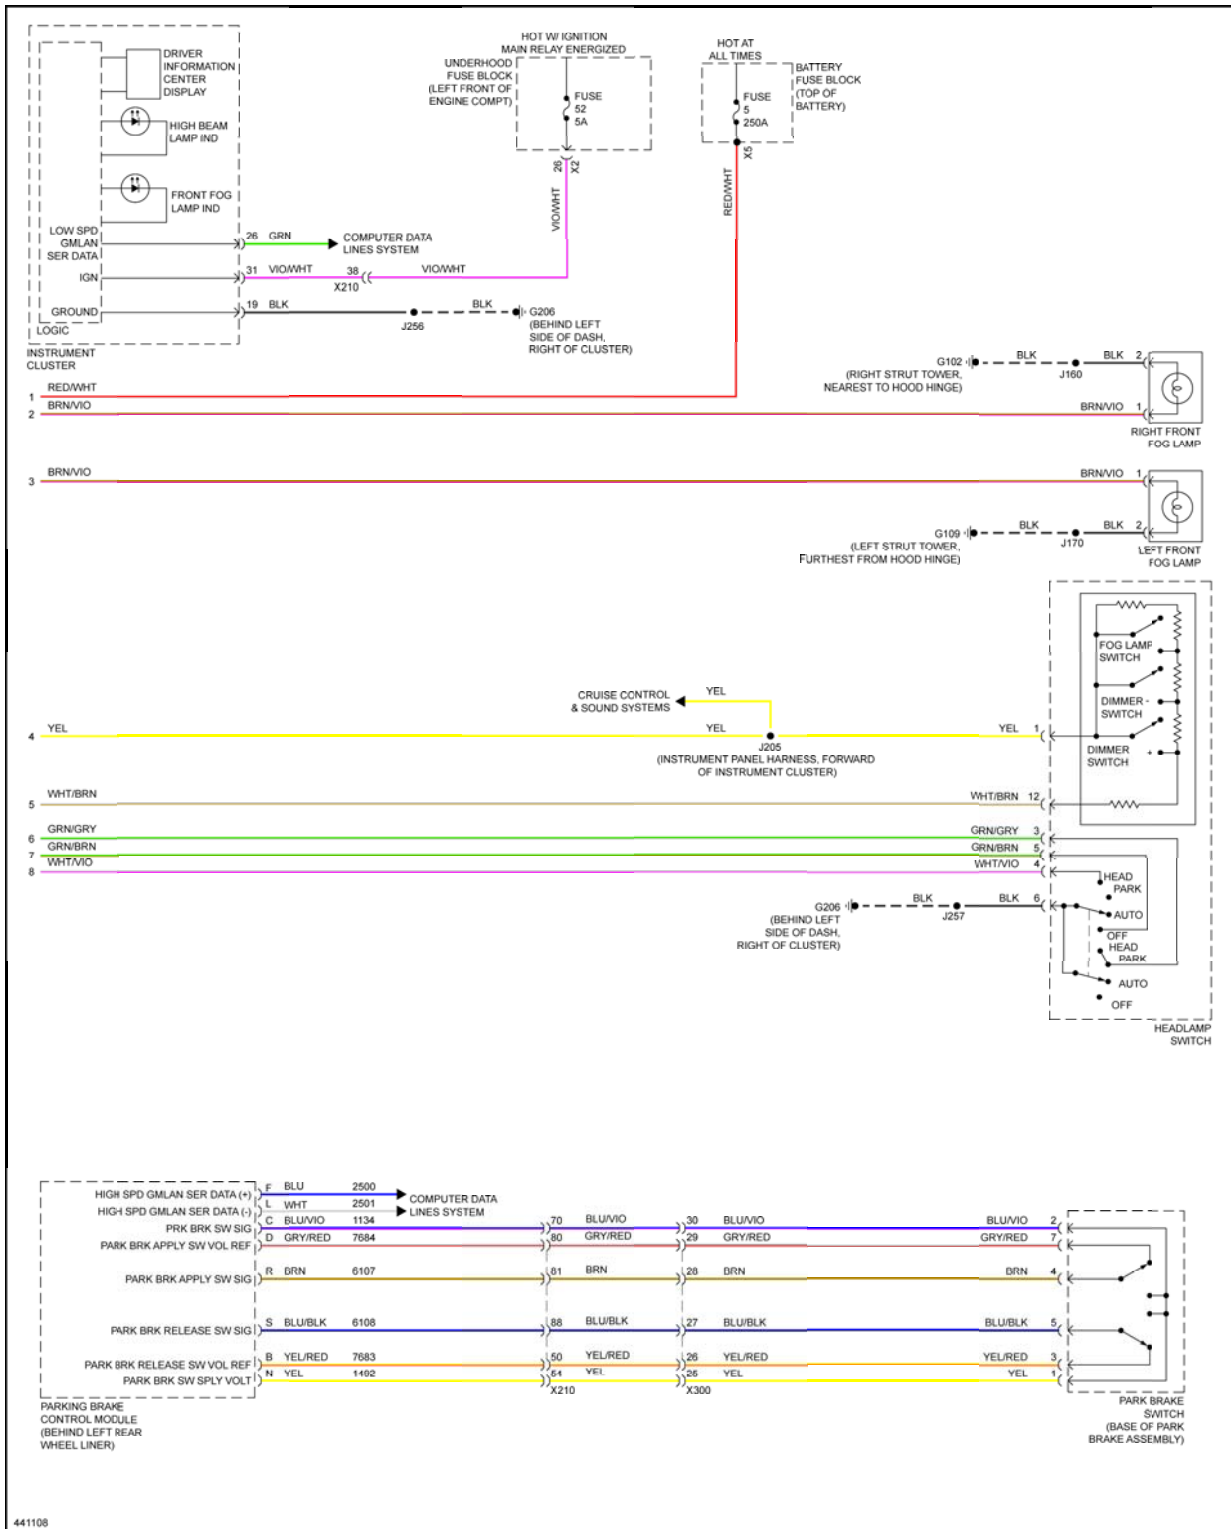 HOT W/ IGNITION
MAIN RELAY ENERGIZED
HOT AT
ALL TIMES
DRIVER
INFORMATION
CENTER
DISPLAY
HIGH BEAM
LAMP IND
FRONT FOG
LAMP IND
UNDERHOOD
FUSE BLOCK
(LEFT FRONT OF
ENGINE COMPT)
FUSE
52
5A
FUSE
5
250A
BATTERY
FUSE BLOCK
(TOP OF
BATTERY)
26
X2
X5
VIO/WHT
RED/WHT
LOW SPD
GMLAN
SER DATA
26 GRN
COMPUTER DATA
LINES SYSTEM
IGN
31 VIO/WHT 38 VIO/WHT
X210
GROUND
19 BLK BLK
J256
G206
(BEHIND LEFT
SIDE OF DASH,
RIGHT OF CLUSTER)
LOGIC
INSTRUMENT
CLUSTER
G102 BLK BLK 2
J160
(RIGHT STRUT TOWER,
NEAREST TO HOOD HINGE)
1 RED/WHT
2 BRN/VIO BRN/VIO 1
RIGHT FRONT
FOG LAMP
3 BRN/VIO BRN/VIO 1
G109 BLK BLK 2
J170
(LEFT STRUT TOWER,
FURTHEST FROM HOOD HINGE)
LEFT FRONT
FOG LAMP
FOG LAMP
SWITCH
DIMMER -
SWITCH
DIMMER +
SWITCH
CRUISE CONTROL
& SOUND SYSTEMS
YEL
4 YEL YEL YEL 1
J205
(INSTRUMENT PANEL HARNESS, FORWARD
OF INSTRUMENT CLUSTER)
5 WHT/BRN WHT/BRN 12
6 GRN/GRY GRN/GRY 3
7 GRN/BRN GRN/BRN 5
8 WHT/VIO WHT/VIO 4
G206 BLK BLK 6
J257
(BEHIND LEFT
SIDE OF DASH,
RIGHT OF CLUSTER)
HEAD
PARK
AUTO
OFF
HEAD
PARK
AUTO
OFF
HEADLAMP
SWITCH
HIGH SPD GMLAN SER DATA (+) F BLU 2500
HIGH SPD GMLAN SER DATA (-) L WHT 2501
COMPUTER DATA
LINES SYSTEM
PRK BRK SW SIG C BLU/VIO 1134 70 BLU/VIO 30 BLU/VIO BLU/VIO 2
PARK BRK APPLY SW VOL REF D GRY/RED 7684 80 GRY/RED 29 GRY/RED GRY/RED 7
PARK BRK APPLY SW SIG R BRN 6107 81 BRN 28 BRN BRN 4
PARK BRK RELEASE SW SIG S BLU/BLK 6108 88 BLU/BLK 27 BLU/BLK BLU/BLK 5
PARK BRK RELEASE SW VOL REF B YEL/RED 7683 50 YEL/RED 26 YEL/RED YEL/RED 3
PARK BRK SW SPLY VOLT N YEL 64 YEL 25 YEL YEL 1
X210 X300
PARKING BRAKE
CONTROL MODULE
(BEHIND LEFT REAR
WHEEL LINER)
PARK BRAKE
SWITCH
(BASE OF PARK
BRAKE ASSEMBLY)
441108